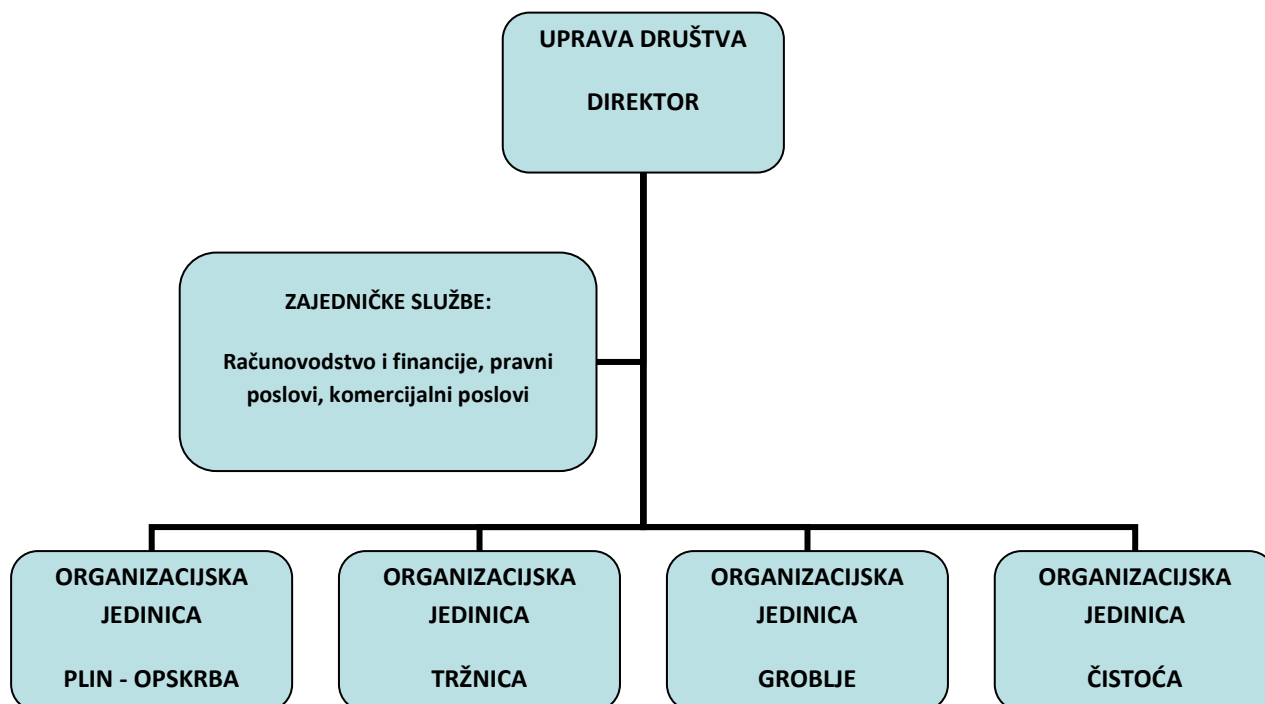 UPRAVA DRUŠTVA
DIREKTOR
ZAJEDNIČKE SLUŽBE:
Računovodstvo i financije, pravni
poslovi, komercijalni poslovi
ORGANIZACIJSKA
JEDINICA
PLIN - OPSKRBA
ORGANIZACIJSKA
JEDINICA
TRŽNICA
ORGANIZACIJSKA
JEDINICA
GROBLJE
ORGANIZACIJSKA
JEDINICA
ČISTOĆA